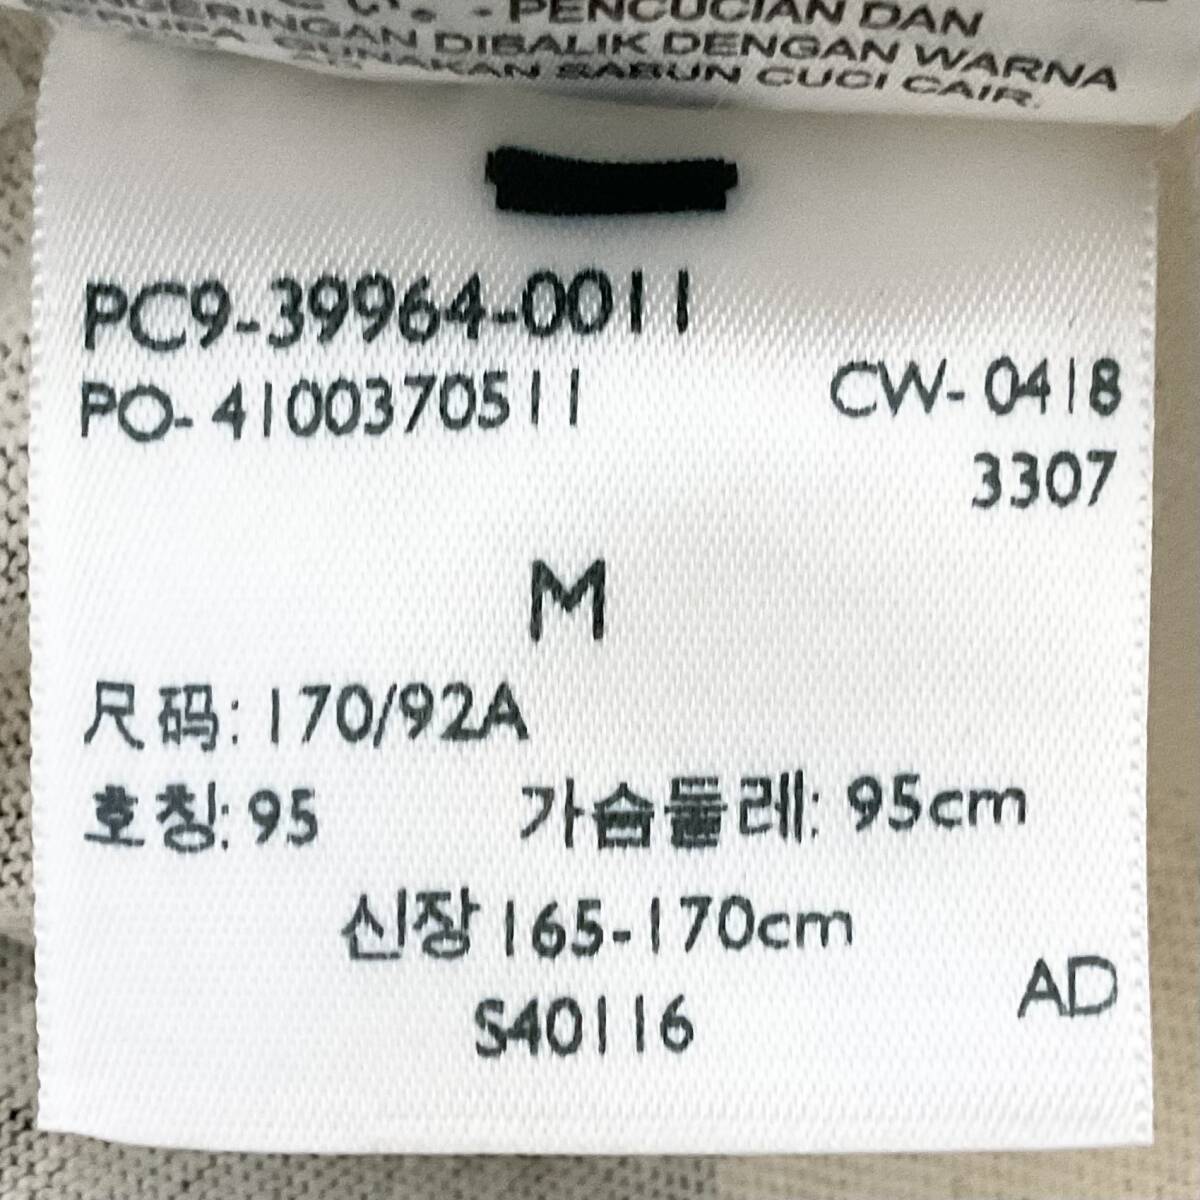 - PENCUCIAN DAN
DIBALIK DENGAN WARNA
GUNAKAN SABUN CUCI CAIR.
PC9-39964-0011
PO- 4100370511
CW- 0418
3307
M
尺码: 170/92A
호칭: 95 가슴둘레: 95cm
신장 165-170cm
AD
S40116